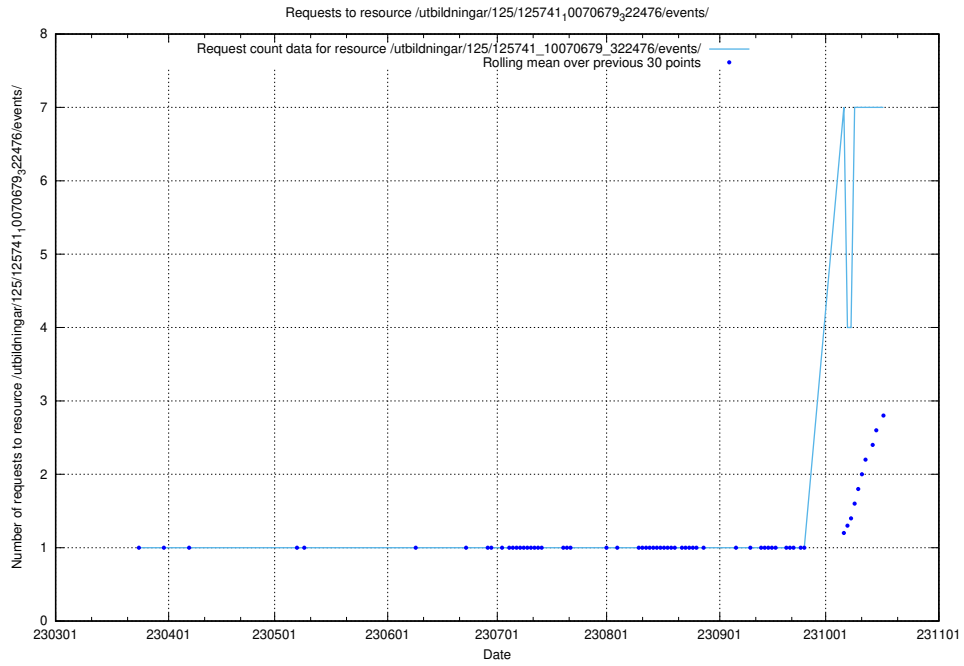 Requests to resource /utbildningar/125/125741₁0070679₃22476/events/
Number of requests to resource /utbildningar/125/125741₁0070679₃22476/events/
Request count data for resource /utbildningar/125/125741_10070679_322476/events/
Rolling mean over previous 30 points
8
7
6
5
4
3
2
1
0
230301 230401 230501 230601 230701 230801 230901 231001 231101
Date